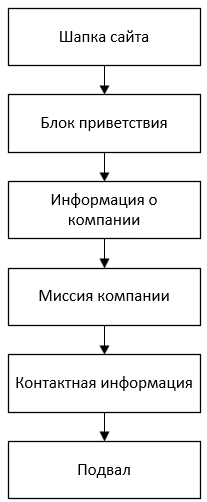 Шапка сайта
Блок приветствия
Информация о
компании
Миссия компании
Контактная информация
Подвал